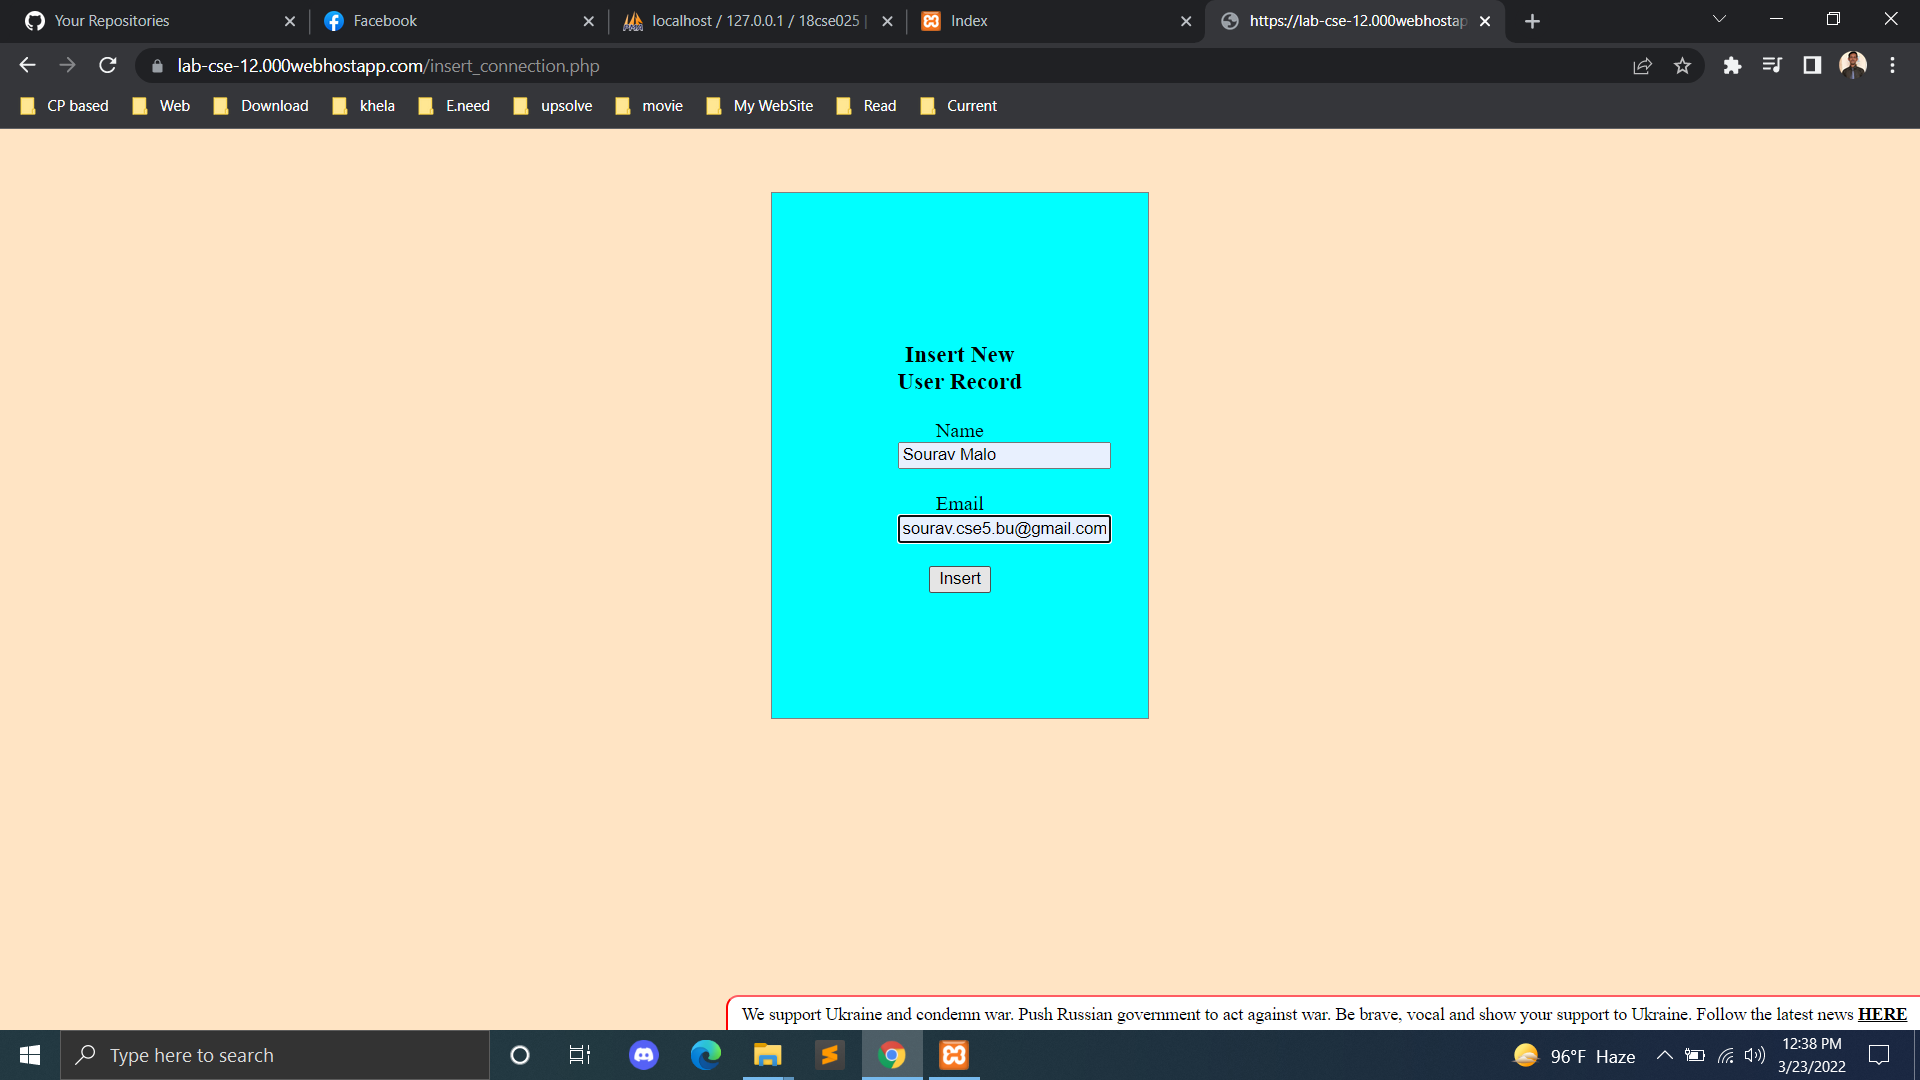 Your Repositories
Facebook
localhost / 127.0.0.1 / 18cse025 |
Index
https://lab-cse-12.000webhostap
lab-cse-12.000webhostapp.com/insert_connection.php
CP based
Web
Download
khela
E.need
upsolve
movie
My WebSite
Read
Current
Insert New
User Record
Name
Sourav Malo
Email
sourav.cse5.bu@gmail.com
Insert
We support Ukraine and condemn war. Push Russian government to act against war. Be brave, vocal and show your support to Ukraine. Follow the latest news HERE
Type here to search
96°F Haze
12:38 PM
3/23/2022